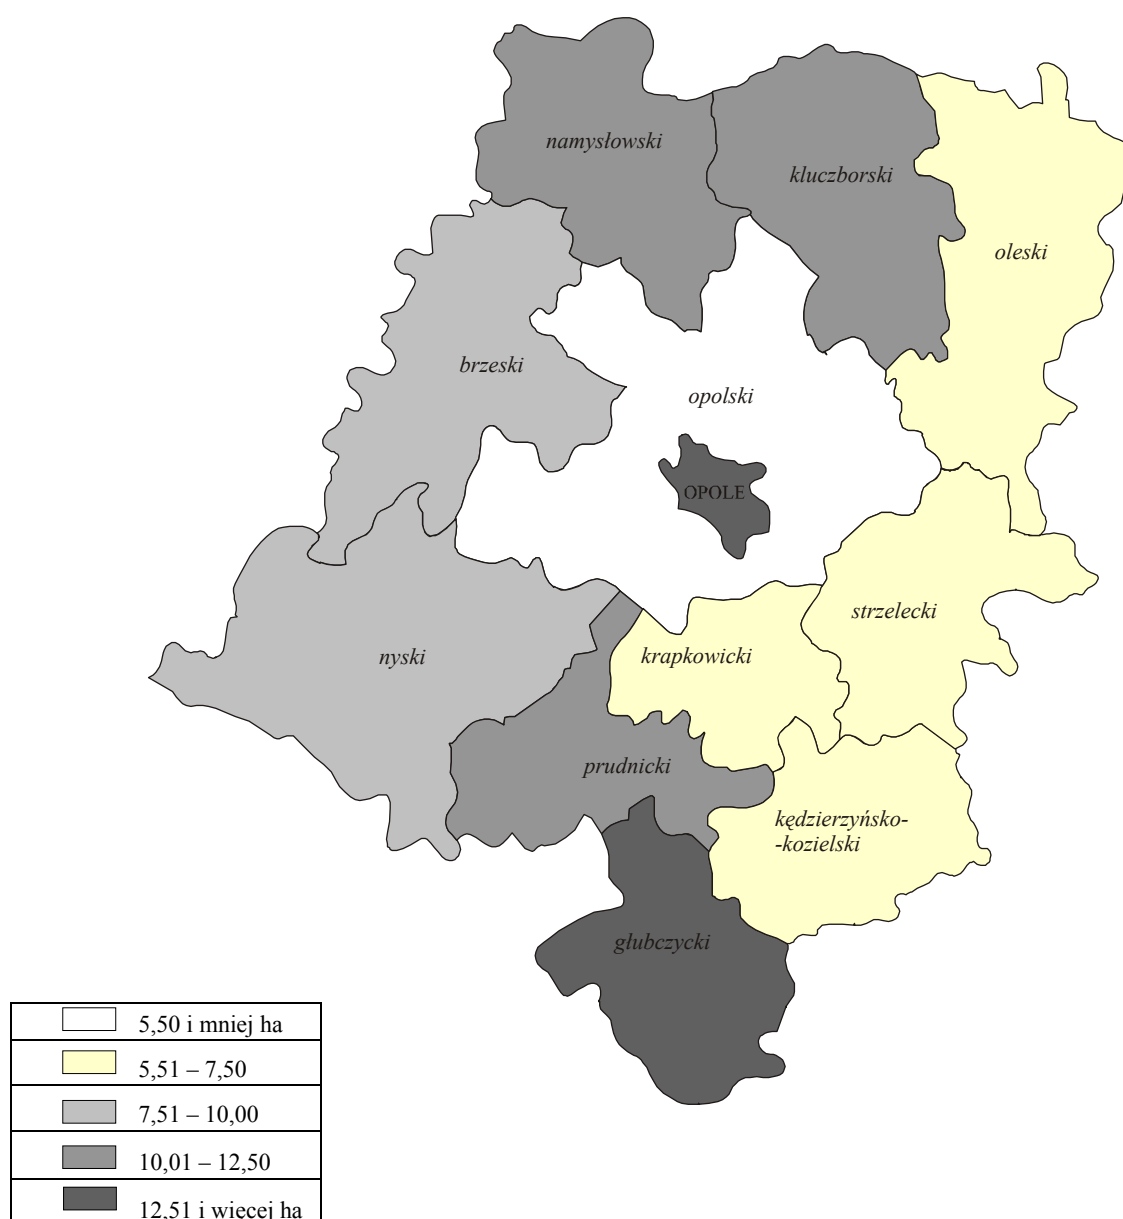 namysłowski
kluczborski
oleski
brzeski
opolski
OPOLE
strzelecki
nyski
krapkowicki
prudnicki
kędzierzyńsko-
-kozielski
głubczycki
5,50 i mniej ha
5,51 – 7,50
7,51 – 10,00
10,01 – 12,50
12,51 i więcej ha